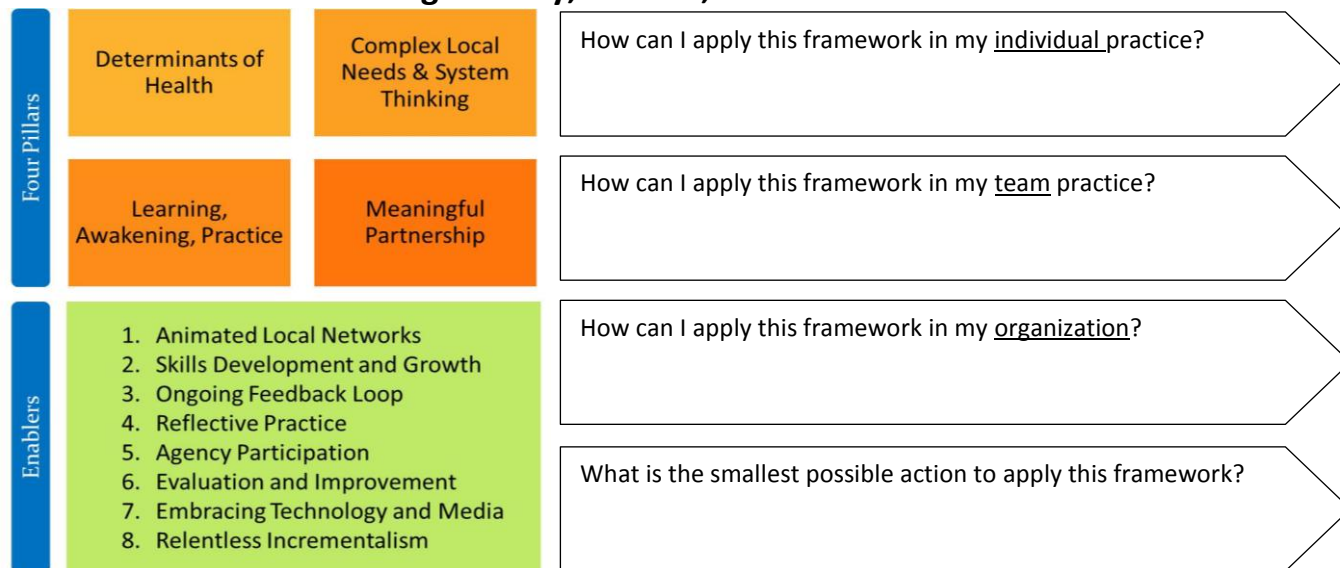 Four Pillars
Determinants of
Health
Complex Local
Needs & System
Thinking
Learning,
Awakening, Practice
Meaningful
Partnership
How can I apply this framework in my individual practice?
How can I apply this framework in my team practice?
Enablers
1. Animated Local Networks
2. Skills Development and Growth
3. Ongoing Feedback Loop
4. Reflective Practice
5. Agency Participation
6. Evaluation and Improvement
7. Embracing Technology and Media
8. Relentless Incrementalism
How can I apply this framework in my organization?
What is the smallest possible action to apply this framework?